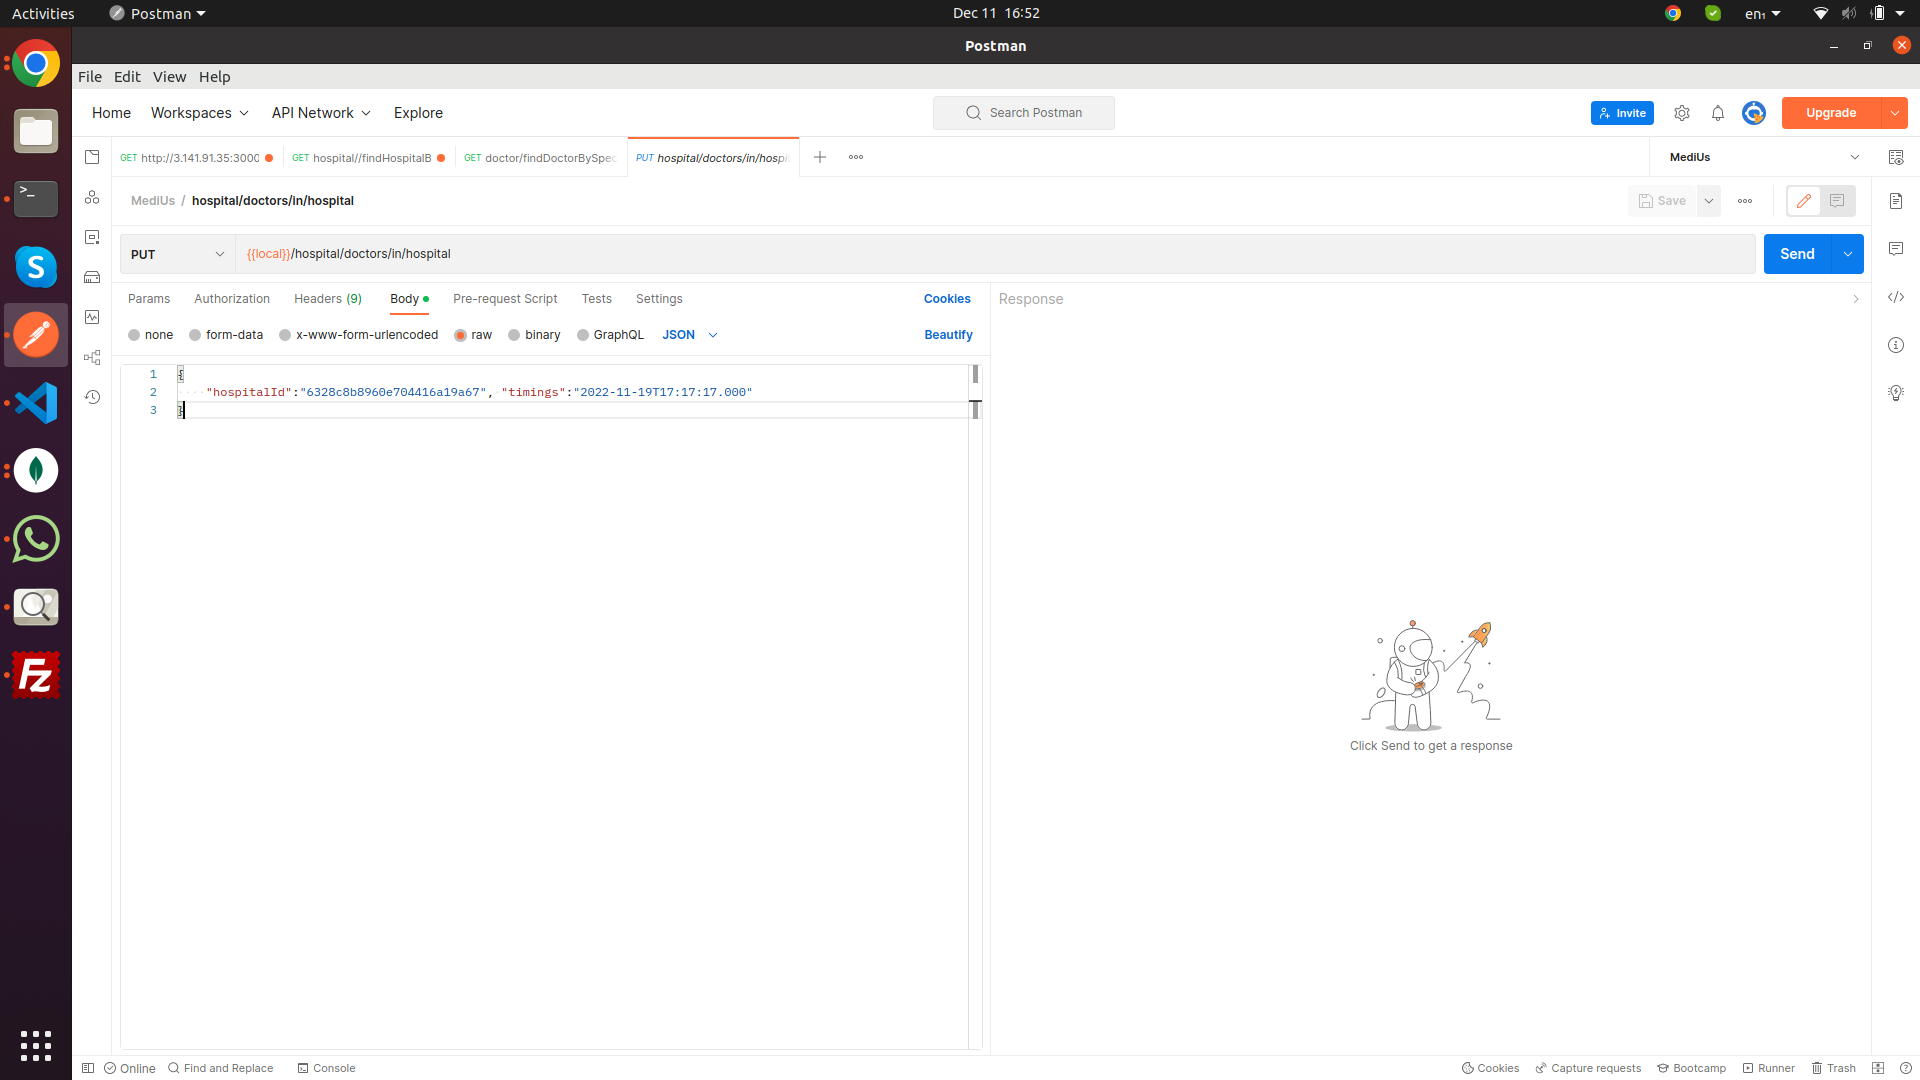 Activities Postman Dec 11 16:52 en1
Postman
File Edit View Help
Home Workspaces API Network Explore Search Postman Invite Upgrade
GET http://3.141.91.35:3000 GET hospital//findHospitalB GET doctor/findDoctorBySpec PUT hospital/doctors/in/hospi MediUs
MediUs / hospital/doctors/in/hospital Save
PUT {{local}}/hospital/doctors/in/hospital Send
Params Authorization Headers (9) Body Pre-request Script Tests Settings Cookies Response
none form-data x-www-form-urlencoded raw binary GraphQL JSON Beautify
1 {
2 "hospitalId":"6328c8b8960e704416a19a67", "timings":"2022-11-19T17:17:17.000"
3 }
Click Send to get a response
Online Find and Replace Console Cookies Capture requests Bootcamp Runner Trash